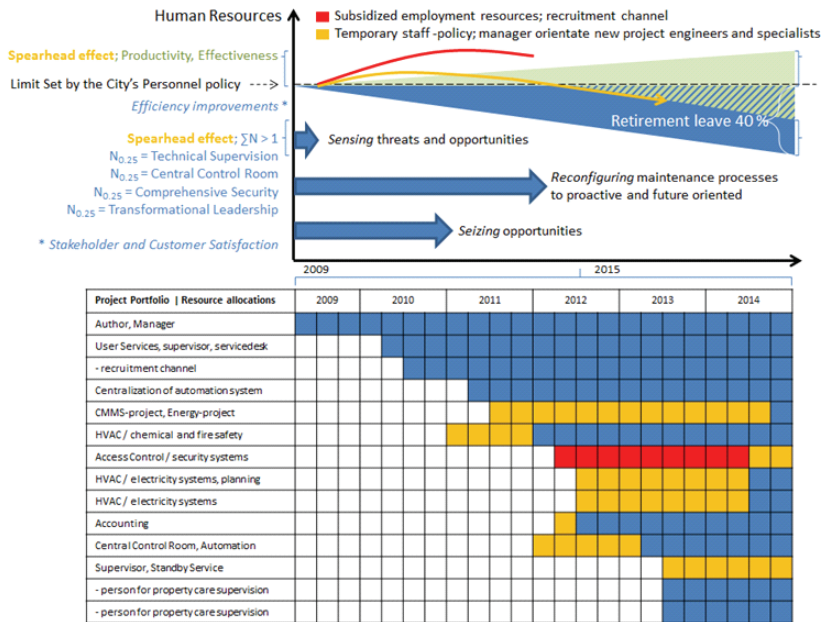 Human Resources
Subsidized employment resources; recruitment channel
Temporary staff -policy; manager orientate new project engineers and specialists
Spearhead effect; Productivity, Effectiveness
Limit Set by the City's Personnel policy --->
Efficiency improvements *
Retirement leave 40 %
Spearhead effect; ∑N > 1
N0.25 = Technical Supervision
N0.25 = Central Control Room
N0.25 = Comprehensive Security
N0.25 = Transformational Leadership
* Stakeholder and Customer Satisfaction
Sensing threats and opportunities
Reconfiguring maintenance processes
to proactive and future oriented
Seizing opportunities
2009 2015
Project Portfolio | Resource allocations 2009 2010 2011 2012 2013 2014
Author, Manager
User Services, supervisor, servicedesk
- recruitment channel
Centralization of automation system
CMMS-project, Energy-project
HVAC / chemical and fire safety
Access Control / security systems
HVAC / electricity systems, planning
HVAC / electricity systems
Accounting
Central Control Room, Automation
Supervisor, Standby Service
- person for property care supervision
- person for property care supervision